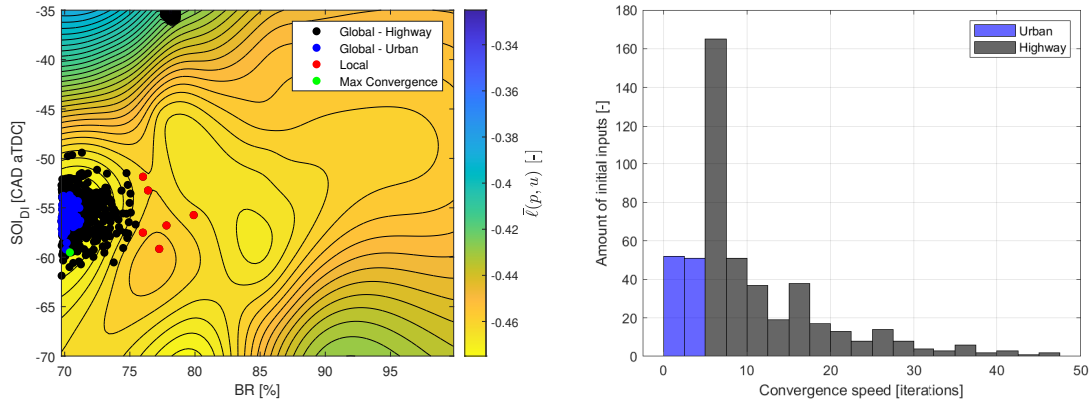 -35
-40
-45
-50
-55
-60
-65
-70
SOI_DI [CAD aTDC]
70 75 80 85 90 95
BR [%]
Global - Highway
Global - Urban
Local
Max Convergence
-0.34
-0.36
-0.38
-0.4
-0.42
-0.44
-0.46
ℓ̄(p, u) [-]
180
160
140
120
100
80
60
40
20
0
Amount of initial inputs [-]
0 10 20 30 40 50
Convergence speed [iterations]
Urban
Highway